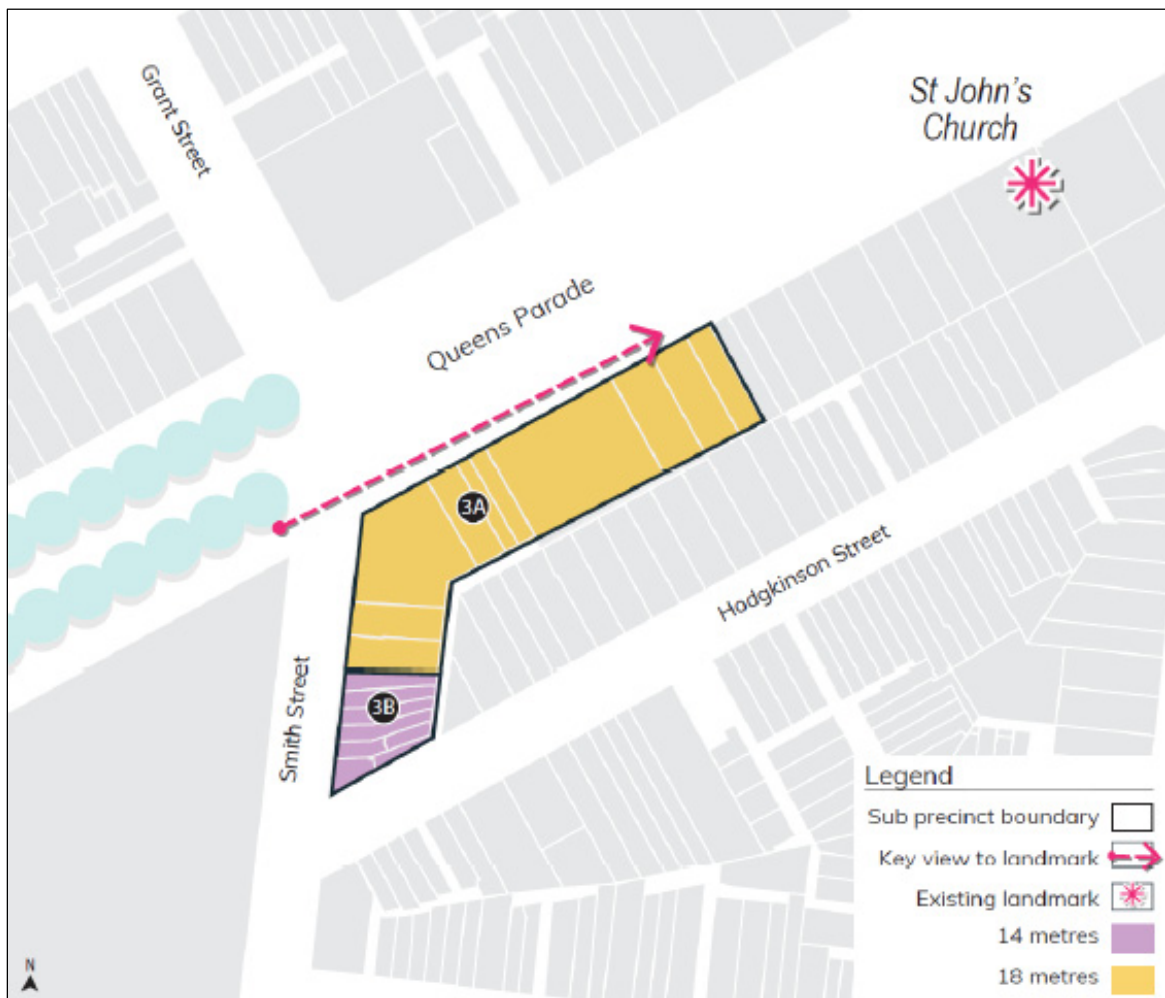 Grant Street
St John's
Church
Queens Parade
3A
Hodgkinson Street
3B
Smith Street
Legend
Sub precinct boundary
Key view to landmark
Existing landmark
14 metres
18 metres
N